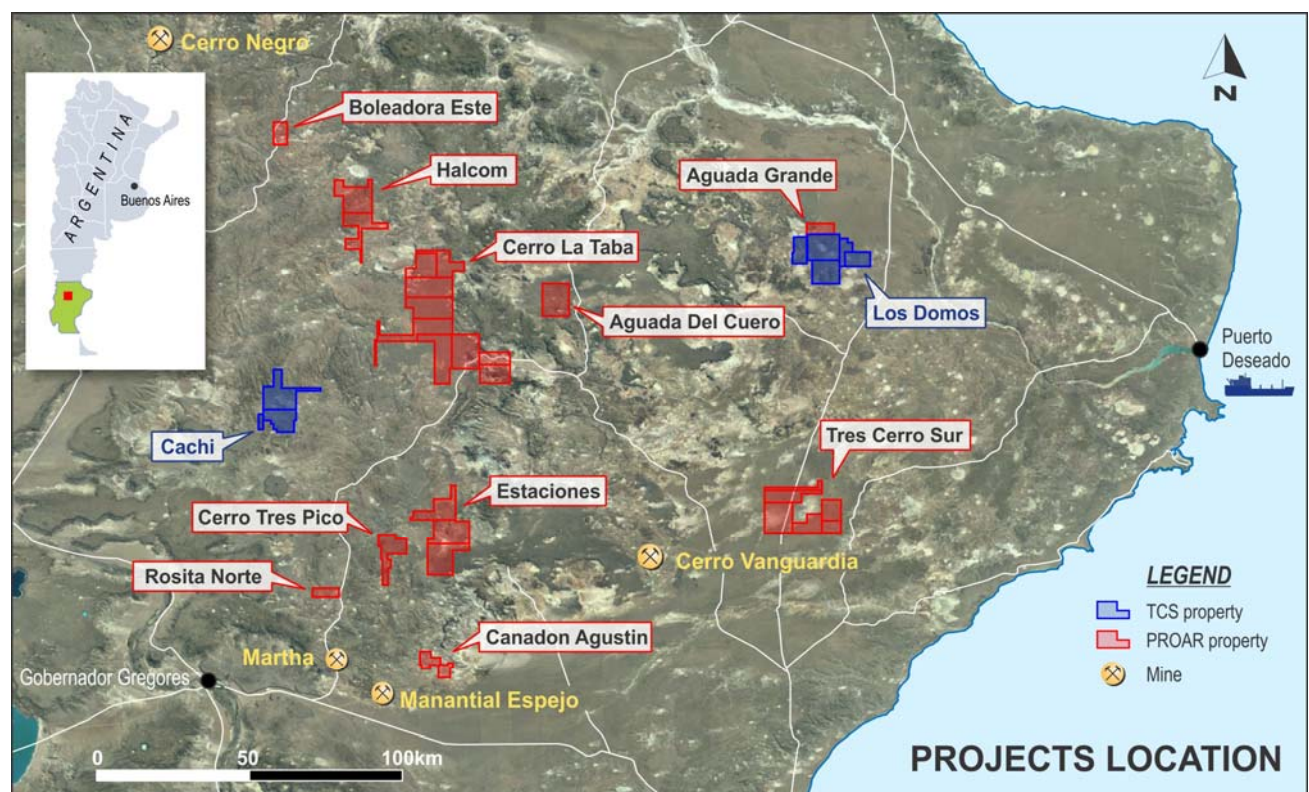 Cerro Negro
Boleadora Este
N
ARGENTINA
Buenos Aires
Halcom
Aguada Grande
Cerro La Taba
Los Domos
Aguada Del Cuero
Puerto
Deseado
Cachi
Tres Cerro Sur
Estaciones
Cerro Tres Pico
Cerro Vanguardia
Rosita Norte
LEGEND
TCS property
PROAR property
Mine
Canadon Agustin
Martha
Gobernador Gregores
Manantial Espejo
0 50 100km
PROJECTS LOCATION